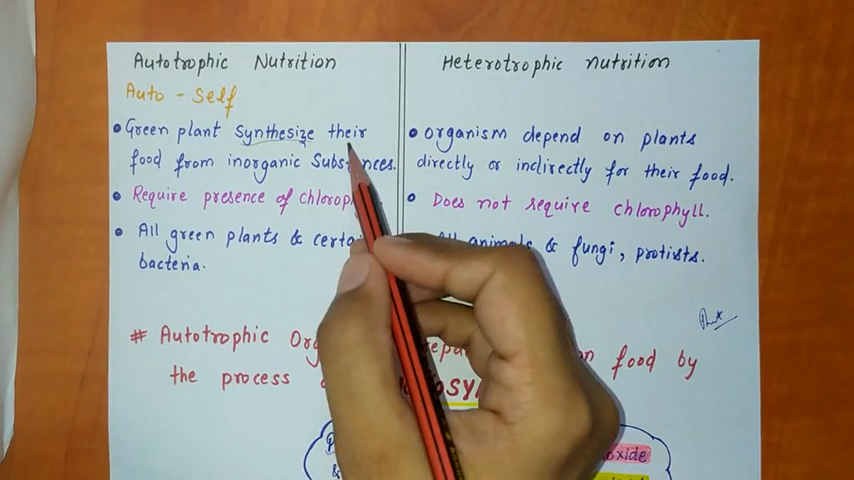 Autotrophic Nutrition
Auto - Self
• Green plant Synthesize their
food from inorganic Substances.
• Require presence of
• All green plants &
bacteria.
Heterotrophic nutrition
• Organism depend on plants
directly or indirectly for their food.
• Does not require chlorophyll.
All animals & fungi, protists.
# Autotrophic food by
the process
&